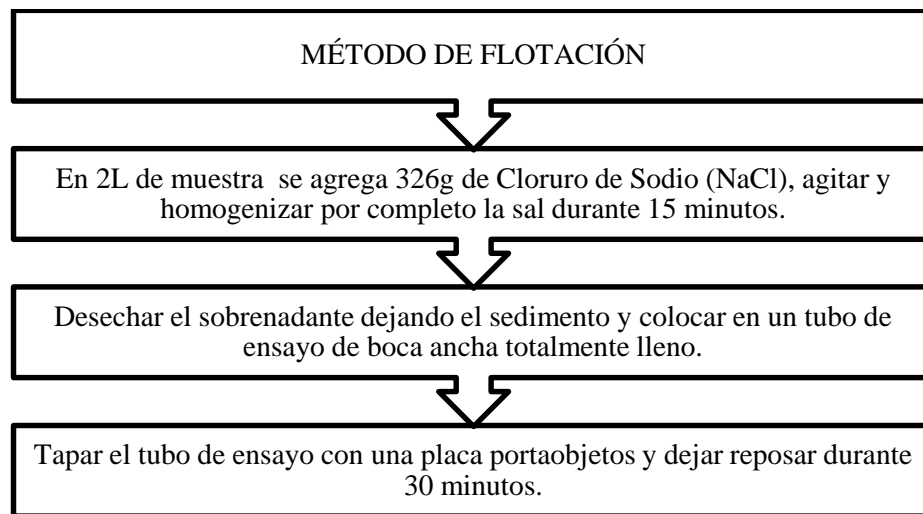 MÉTODO DE FLOTACIÓN
En 2L de muestra se agrega 326g de Cloruro de Sodio (NaCl), agitar y
homogenizar por completo la sal durante 15 minutos.
Desechar el sobrenadante dejando el sedimento y colocar en un tubo de
ensayo de boca ancha totalmente lleno.
Tapar el tubo de ensayo con una placa portaobjetos y dejar reposar durante
30 minutos.